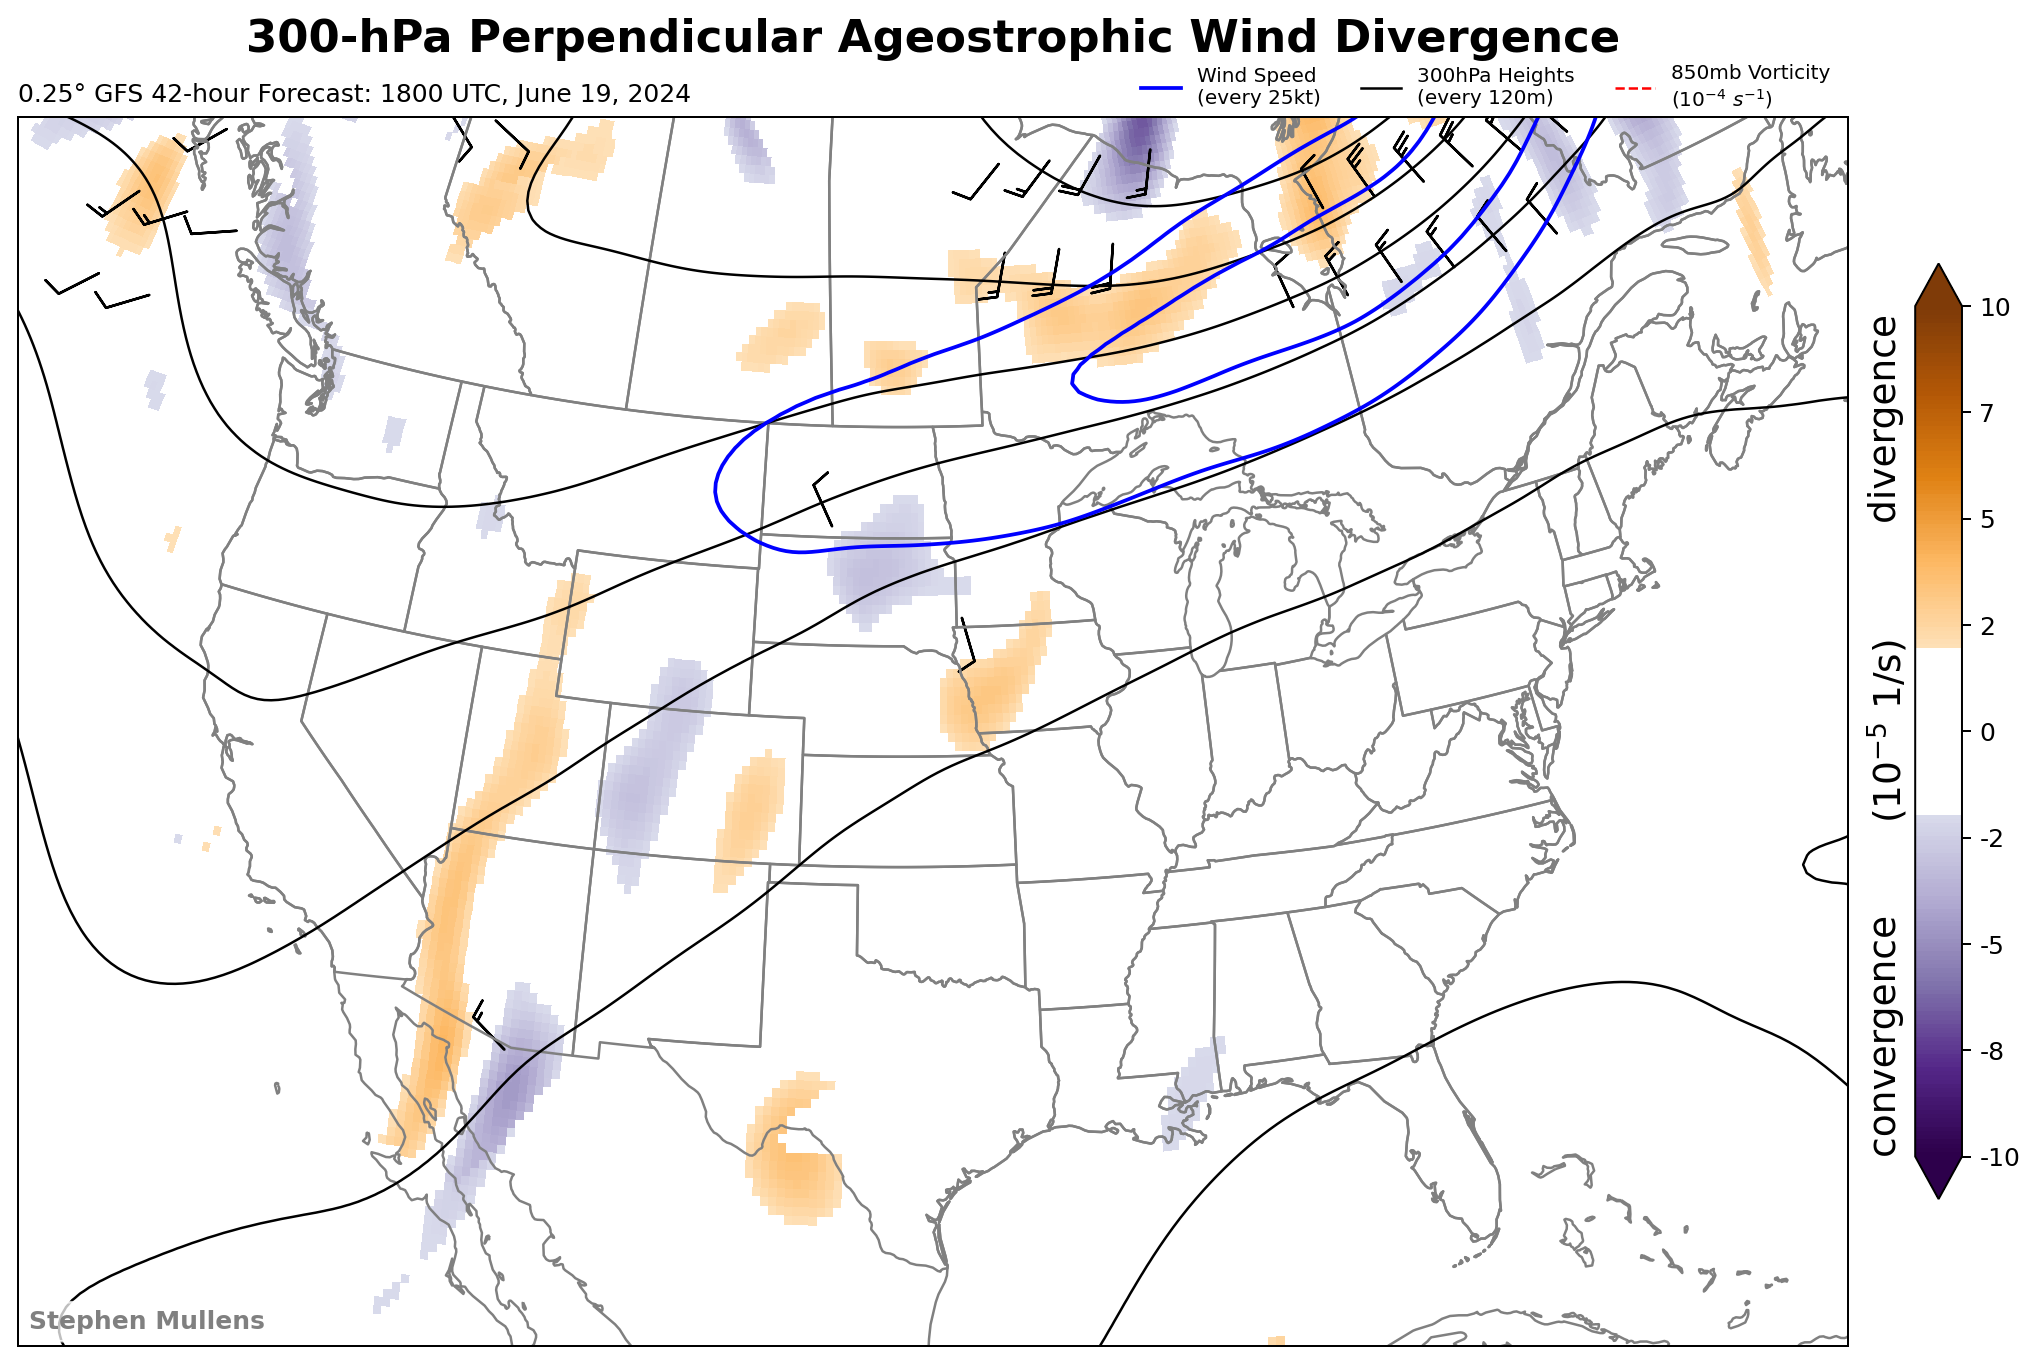 300-hPa Perpendicular Ageostrophic Wind Divergence
0.25° GFS 42-hour Forecast: 1800 UTC, June 19, 2024
Wind Speed
(every 25kt)
300hPa Heights
(every 120m)
850mb Vorticity
(10⁻⁴ s⁻¹)
10
7
5
2
0
-2
-5
-8
-10
convergence (10⁻⁵ 1/s) divergence
Stephen Mullens